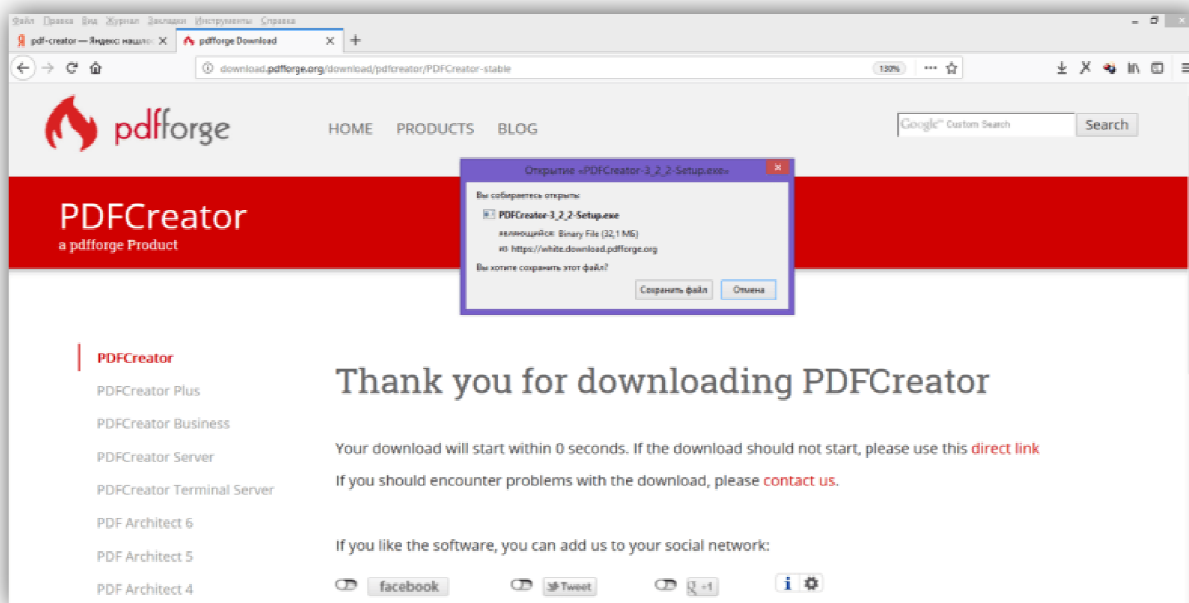 Файл Правка Вид Журнал Закладки Инструменты Справка
pdf-creator — Яндекс: нашлос
pdfforge Download
download.pdfforge.org/download/pdfcreator/PDFCreator-stable
130%
pdfforge
HOME PRODUCTS BLOG
Google™ Custom Search
Search
Открытие «PDFCreator-3_2_2-Setup.exe»
Вы собираетесь открыть:
PDFCreator-3_2_2-Setup.exe
являющийся: Binary File (32,1 МБ)
из https://white.download.pdfforge.org
Вы хотите сохранить этот файл?
Сохранить файл Отмена
PDFCreator
a pdfforge Product
PDFCreator
PDFCreator Plus
PDFCreator Business
PDFCreator Server
PDFCreator Terminal Server
PDF Architect 6
PDF Architect 5
PDF Architect 4
Thank you for downloading PDFCreator
Your download will start within 0 seconds. If the download should not start, please use this direct link
If you should encounter problems with the download, please contact us.
If you like the software, you can add us to your social network:
facebook Tweet +1